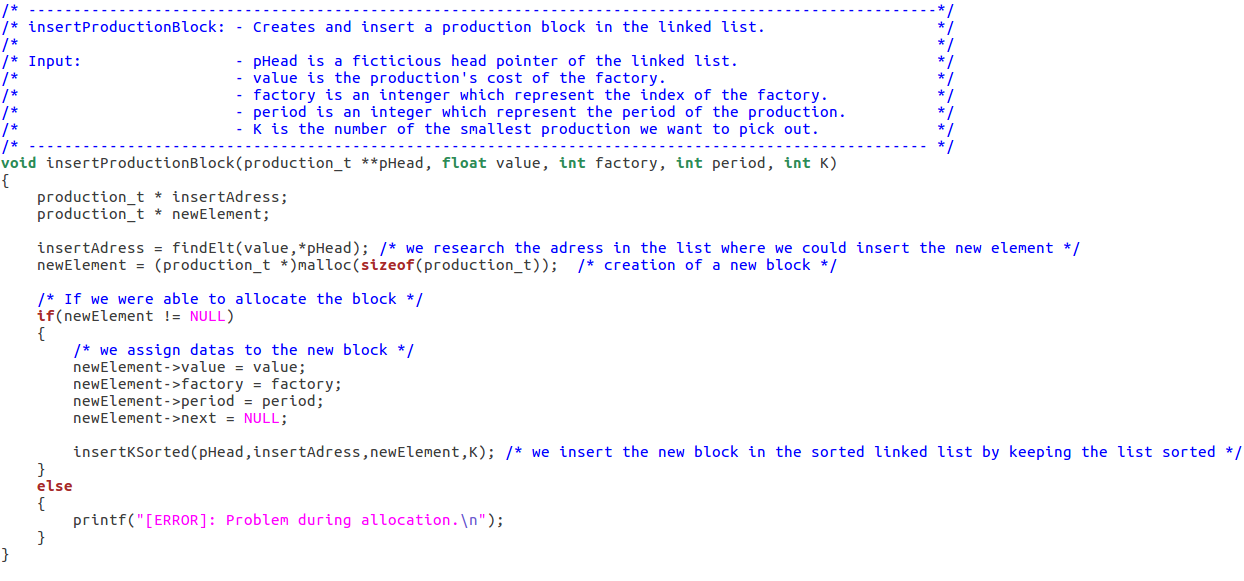 /* -----------------------------------------------------------------------------------------------------*/
/* insertProductionBlock: - Creates and insert a production block in the linked list.                   */
/*                                                                                                      */
/* Input:                 - pHead is a ficticious head pointer of the linked list.                      */
/*                        - value is the production's cost of the factory.                              */
/*                        - factory is an intenger which represent the index of the factory.            */
/*                        - period is an integer which represent the period of the production.          */
/*                        - K is the number of the smallest production we want to pick out.             */
/* ---------------------------------------------------------------------------------------------------- */
void insertProductionBlock(production_t **pHead, float value, int factory, int period, int K)
{
    production_t * insertAdress;
    production_t * newElement;

    insertAdress = findElt(value,*pHead); /* we research the adress in the list where we could insert the new element */
    newElement = (production_t *)malloc(sizeof(production_t));  /* creation of a new block */

    /* If we were able to allocate the block */
    if(newElement != NULL)
    {
        /* we assign datas to the new block */
        newElement->value = value;
        newElement->factory = factory;
        newElement->period = period;
        newElement->next = NULL;

        insertKSorted(pHead,insertAdress,newElement,K); /* we insert the new block in the sorted linked list by keeping the list sorted */
    }
    else
    {
        printf("[ERROR]: Problem during allocation.\n");
    }
}